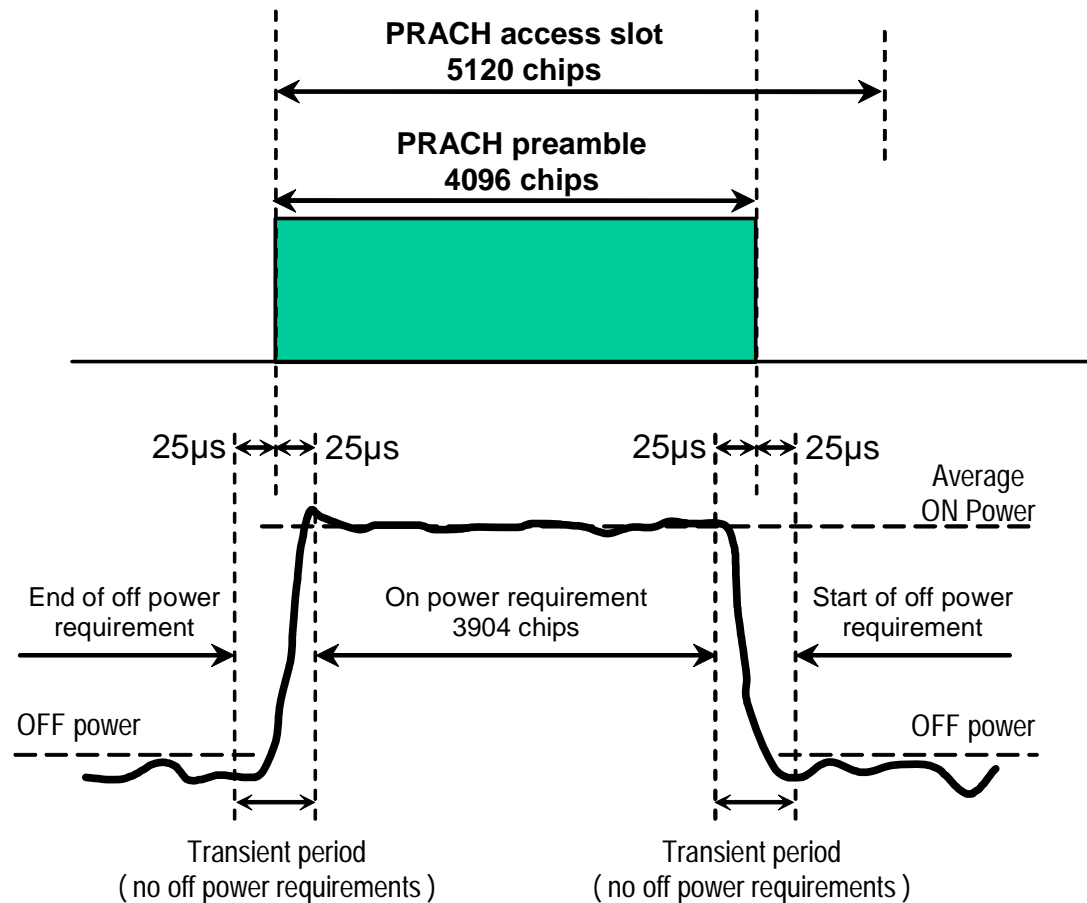 PRACH access slot
5120 chips
PRACH preamble
4096 chips
25µs
25µs
25µs
25µs
Average
ON Power
End of off power
requirement
On power requirement
3904 chips
Start of off power
requirement
OFF power
OFF power
Transient period
( no off power requirements )
Transient period
( no off power requirements )